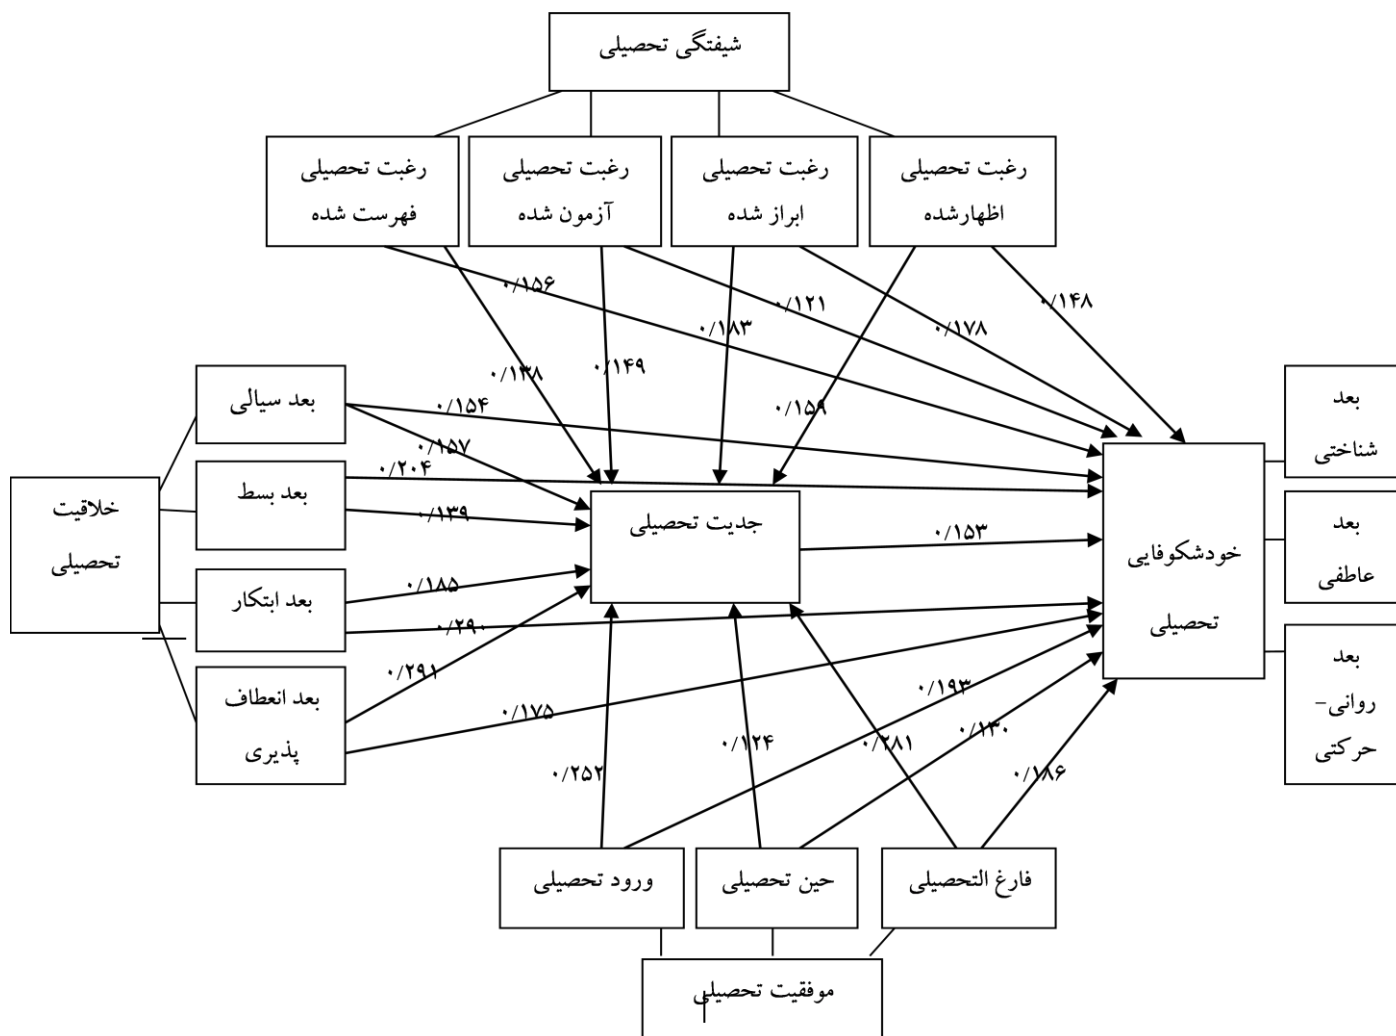 شیفتگی تحصیلی
رغبت تحصیلی
اظهارشده
رغبت تحصیلی
ابراز شده
رغبت تحصیلی
آزمون شده
رغبت تحصیلی
فهرست شده
۰/۱۴۸
۰/۱۲۱
۰/۱۵۶
۰/۱۷۸
۰/۱۸۳
۰/۱۴۹
۰/۱۳۸
۰/۱۵۹
۰/۱۵۴
۰/۱۵۷
۰/۲۰۴
۰/۱۳۹
۰/۱۵۳
۰/۱۸۵
۰/۲۹۰
۰/۲۹۱
۰/۱۷۵
۰/۱۹۳
۰/۱۳۰
۰/۲۸۱
۰/۱۲۴
۰/۱۸۶
۰/۲۵۲
بعد
شناختی
بعد
عاطفی
بعد
روانی-
حرکتی
خودشکوفایی
تحصیلی
جدیت تحصیلی
بعد سیالی
بعد بسط
بعد ابتکار
بعد انعطاف
پذیری
خلاقیت
تحصیلی
فارغ التحصیلی
حین تحصیلی
ورود تحصیلی
موفقیت تحصیلی